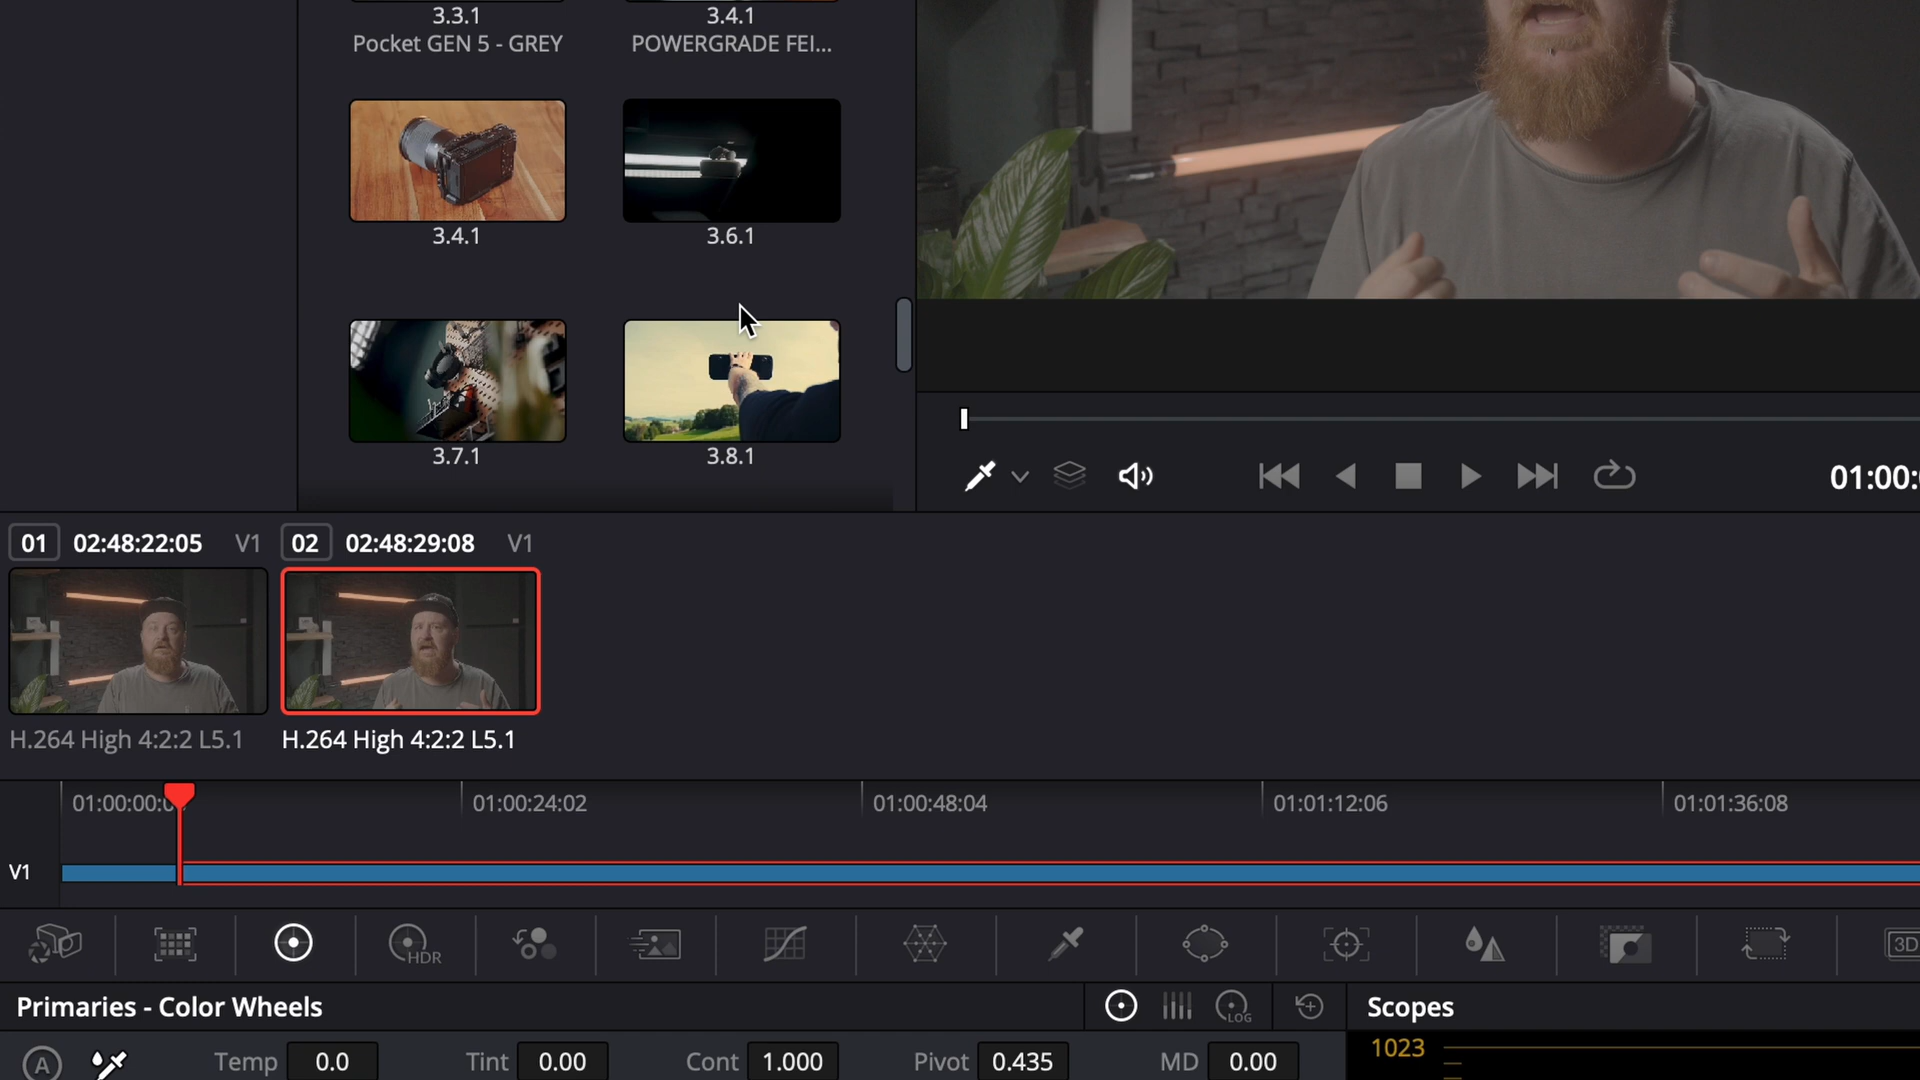 3.3.1
Pocket GEN 5 - GREY
3.4.1
POWERGRADE FEI...
3.4.1
3.6.1
3.7.1
3.8.1
01:00:
01 02:48:22:05 V1
02 02:48:29:08 V1
H.264 High 4:2:2 L5.1
H.264 High 4:2:2 L5.1
01:00:00:0 01:00:24:02 01:00:48:04 01:01:12:06 01:01:36:08
V1
HDR
3D
Primaries - Color Wheels
LOG
Scopes
A Temp 0.0 Tint 0.00 Cont 1.000 Pivot 0.435 MD 0.00
1023